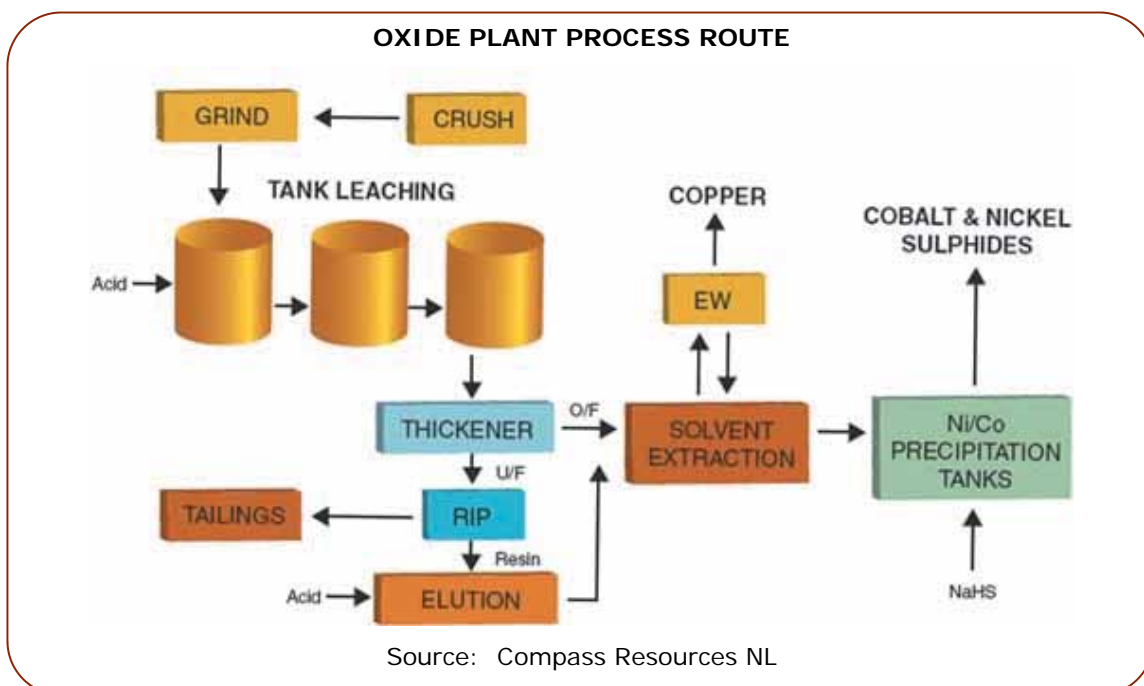 OXIDE PLANT PROCESS ROUTE
GRIND
CRUSH
TANK LEACHING
Acid
COPPER
EW
COBALT & NICKEL
SULPHIDES
THICKENER
O/F
SOLVENT
EXTRACTION
Ni/Co
PRECIPITATION
TANKS
U/F
TAILINGS
RIP
Resin
Acid
ELUTION
NaHS
Source: Compass Resources NL